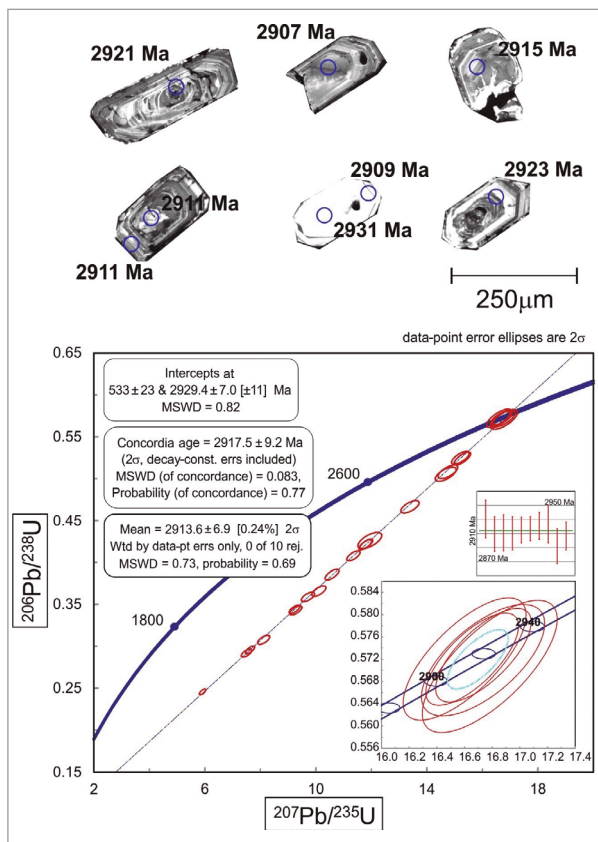 2921 Ma
2907 Ma
2915 Ma
2911 Ma
2911 Ma
2909 Ma
2931 Ma
2923 Ma
250μm
data-point error ellipses are 2σ
0.65
0.55
0.45
0.35
0.25
0.15
206Pb/238U
Intercepts at
533±23 & 2929.4±7.0 [±11] Ma
MSWD = 0.82
Concordia age = 2917.5±9.2 Ma
(2σ, decay-const. errs included)
MSWD (of concordance) = 0.083,
Probability (of concordance) = 0.77
Mean = 2913.6±6.9 [0.24%] 2σ
Wtd by data-pt errs only, 0 of 10 rej.
MSWD = 0.73, probability = 0.69
2600
1800
2950 Ma
2910 Ma
2870 Ma
0.584
0.580
0.576
0.572
0.568
0.564
0.560
0.556
2940
2900
16.0 16.2 16.4 16.6 16.8 17.0 17.2 17.4
2 6 10 14 18
207Pb/235U